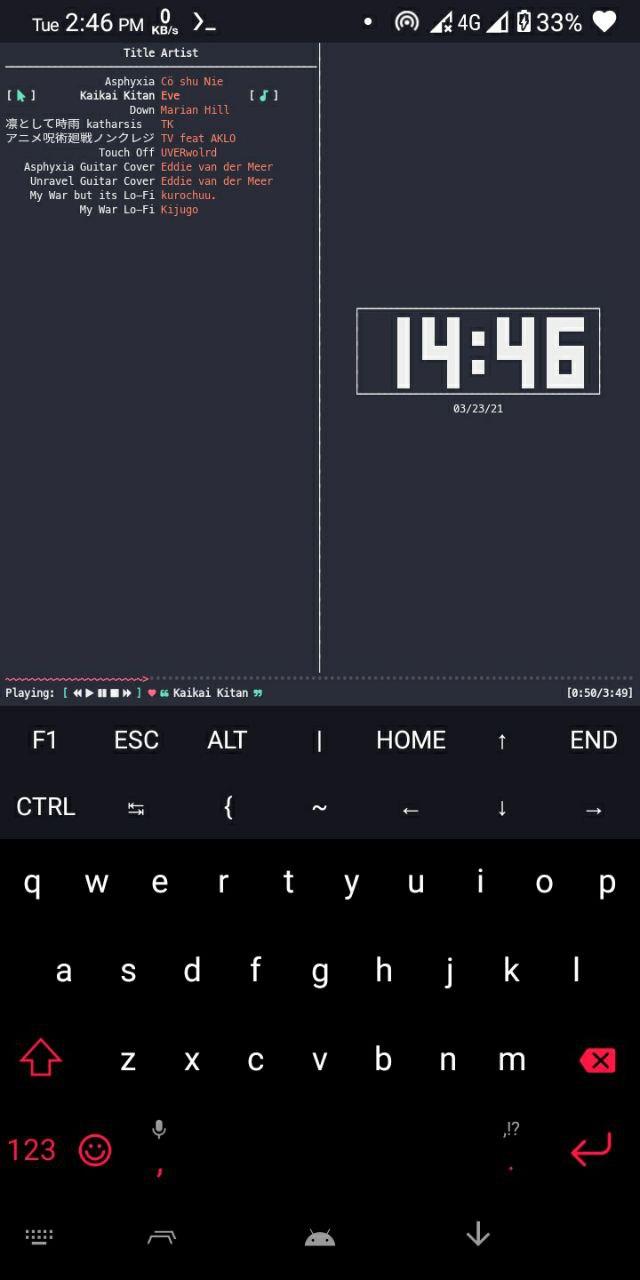 Tue 2:46 PM 0 KB/s 4G 33%
Title Artist
Asphyxia Cö shu Nie
[ ] Kaikai Kitan Eve [ ]
Down Marian Hill
凛として時雨 katharsis TK
アニメ呪術廻戦ノンクレジ TV feat AKLO
Touch Off UVERwolrd
Asphyxia Guitar Cover Eddie van der Meer
Unravel Guitar Cover Eddie van der Meer
My War but its Lo–Fi kurochuu.
My War Lo–Fi Kijugo
14:46
03/23/21
Playing: [ ] Kaikai Kitan [0:50/3:49]
F1 ESC ALT | HOME ↑ END
CTRL ↹ { ~ ← ↓ →
q w e r t y u i o p
a s d f g h j k l
z x c v b n m
,!?
123 , .